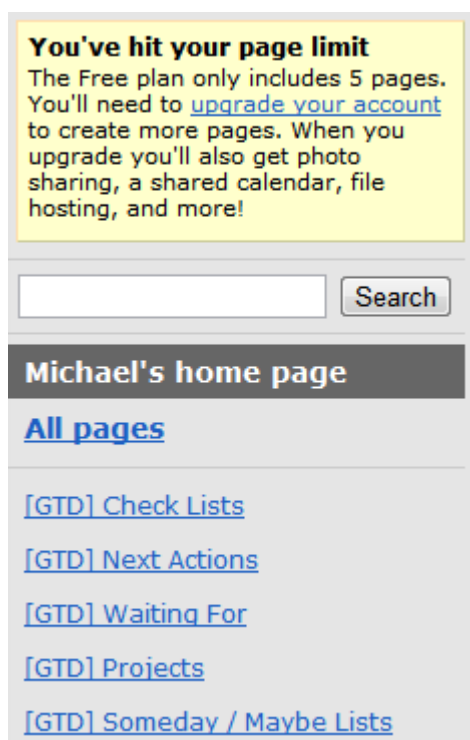 You've hit your page limit
The Free plan only includes 5 pages.
You'll need to upgrade your account
to create more pages. When you
upgrade you'll also get photo
sharing, a shared calendar, file
hosting, and more!
Search
Michael's home page
All pages
[GTD] Check Lists
[GTD] Next Actions
[GTD] Waiting For
[GTD] Projects
[GTD] Someday / Maybe Lists